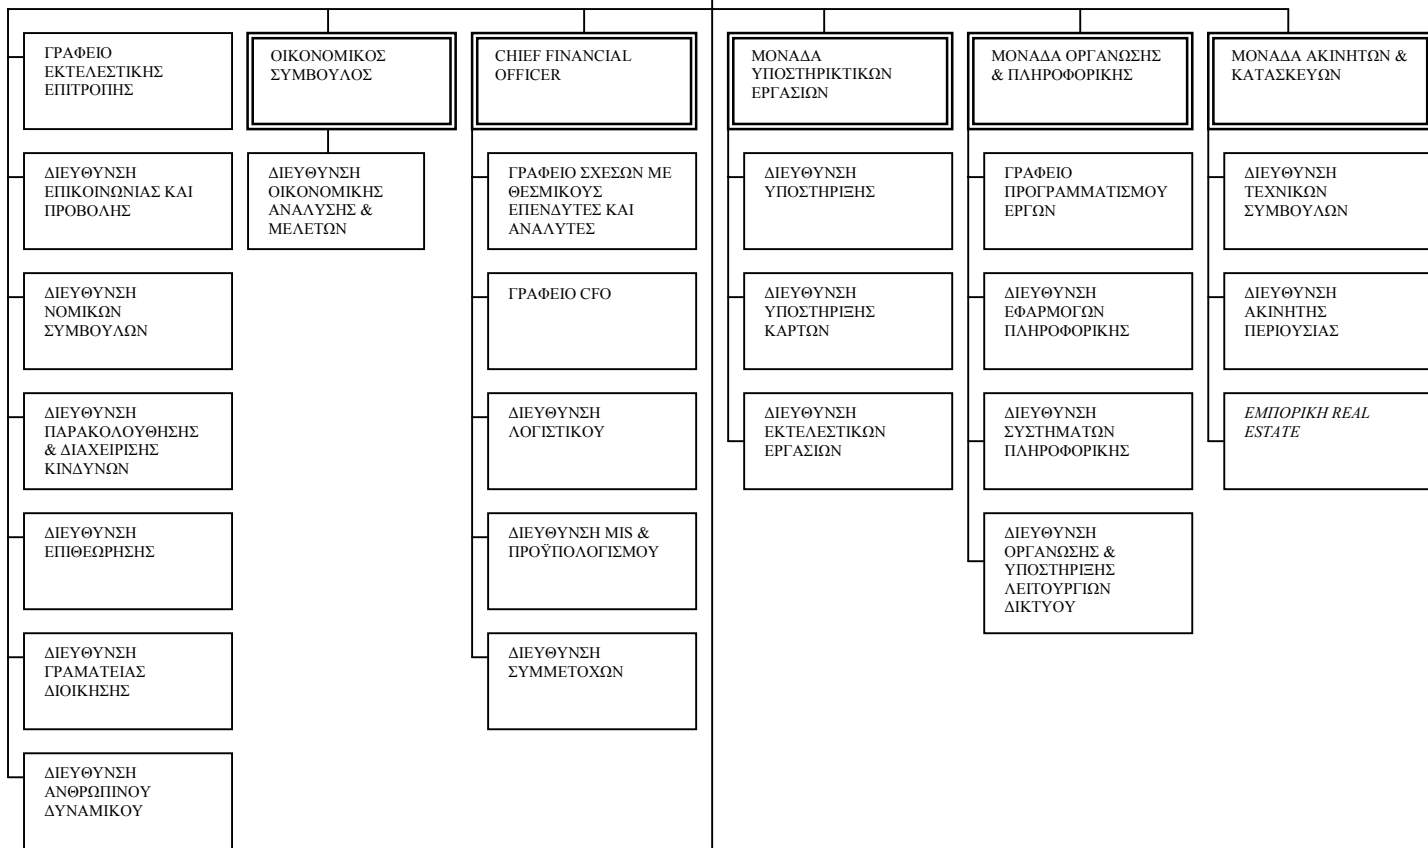 ΓΡΑΦΕΙΟ
ΕΚΤΕΛΕΣΤΙΚΗΣ
ΕΠΙΤΡΟΠΗΣ
ΔΙΕΥΘΥΝΣΗ
ΕΠΙΚΟΙΝΩΝΙΑΣ ΚΑΙ
ΠΡΟΒΟΛΗΣ
ΔΙΕΥΘΥΝΣΗ
ΝΟΜΙΚΩΝ
ΣΥΜΒΟΥΛΩΝ
ΔΙΕΥΘΥΝΣΗ
ΠΑΡΑΚΟΛΟΥΘΗΣΗΣ
& ΔΙΑΧΕΙΡΙΣΗΣ
ΚΙΝΔΥΝΩΝ
ΔΙΕΥΘΥΝΣΗ
ΕΠΙΘΕΩΡΗΣΗΣ
ΔΙΕΥΘΥΝΣΗ
ΓΡΑΜΑΤΕΙΑΣ
ΔΙΟΙΚΗΣΗΣ
ΔΙΕΥΘΥΝΣΗ
ΑΝΘΡΩΠΙΝΟΥ
ΔΥΝΑΜΙΚΟΥ
ΟΙΚΟΝΟΜΙΚΟΣ
ΣΥΜΒΟΥΛΟΣ
ΔΙΕΥΘΥΝΣΗ
ΟΙΚΟΝΟΜΙΚΗΣ
ΑΝΑΛΥΣΗΣ &
ΜΕΛΕΤΩΝ
CHIEF FINANCIAL
OFFICER
ΓΡΑΦΕΙΟ ΣΧΕΣΩΝ ΜΕ
ΘΕΣΜΙΚΟΥΣ
ΕΠΕΝΔΥΤΕΣ ΚΑΙ
ΑΝΑΛΥΤΕΣ
ΓΡΑΦΕΙΟ CFO
ΔΙΕΥΘΥΝΣΗ
ΛΟΓΙΣΤΙΚΟΥ
ΔΙΕΥΘΥΝΣΗ MIS &
ΠΡΟΫΠΟΛΟΓΙΣΜΟΥ
ΔΙΕΥΘΥΝΣΗ
ΣΥΜΜΕΤΟΧΩΝ
ΜΟΝΑΔΑ
ΥΠΟΣΤΗΡΙΚΤΙΚΩΝ
ΕΡΓΑΣΙΩΝ
ΔΙΕΥΘΥΝΣΗ
ΥΠΟΣΤΗΡΙΞΗΣ
ΔΙΕΥΘΥΝΣΗ
ΥΠΟΣΤΗΡΙΞΗΣ
ΚΑΡΤΩΝ
ΔΙΕΥΘΥΝΣΗ
ΕΚΤΕΛΕΣΤΙΚΩΝ
ΕΡΓΑΣΙΩΝ
ΜΟΝΑΔΑ ΟΡΓΑΝΩΣΗΣ
& ΠΛΗΡΟΦΟΡΙΚΗΣ
ΓΡΑΦΕΙΟ
ΠΡΟΓΡΑΜΜΑΤΙΣΜΟΥ
ΕΡΓΩΝ
ΔΙΕΥΘΥΝΣΗ
ΕΦΑΡΜΟΓΩΝ
ΠΛΗΡΟΦΟΡΙΚΗΣ
ΔΙΕΥΘΥΝΣΗ
ΣΥΣΤΗΜΑΤΩΝ
ΠΛΗΡΟΦΟΡΙΚΗΣ
ΔΙΕΥΘΥΝΣΗ
ΟΡΓΑΝΩΣΗΣ &
ΥΠΟΣΤΗΡΙΞΗΣ
ΛΕΙΤΟΥΡΓΙΩΝ
ΔΙΚΤΥΟΥ
ΜΟΝΑΔΑ ΑΚΙΝΗΤΩΝ &
ΚΑΤΑΣΚΕΥΩΝ
ΔΙΕΥΘΥΝΣΗ
ΤΕΧΝΙΚΩΝ
ΣΥΜΒΟΥΛΩΝ
ΔΙΕΥΘΥΝΣΗ
ΑΚΙΝΗΤΗΣ
ΠΕΡΙΟΥΣΙΑΣ
ΕΜΠΟΡΙΚΗ REAL
ESTATE